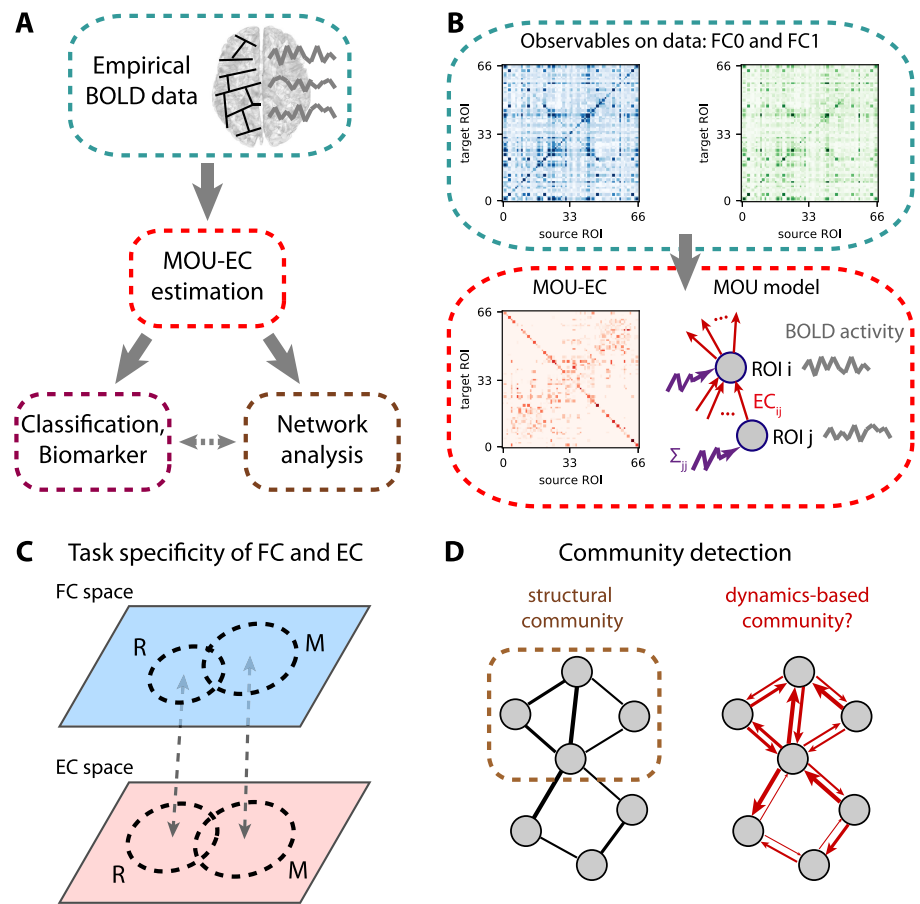 A
Empirical
BOLD data
MOU-EC
estimation
Classification,
Biomarker
Network
analysis
B
Observables on data: FC0 and FC1
66
33
0
target ROI
0
33
66
source ROI
66
33
0
target ROI
0
33
66
source ROI
MOU-EC
66
33
0
target ROI
0
33
66
source ROI
MOU model
...
BOLD activity
ROI i
...
EC_ij
ROI j
Σ_jj
C
Task specificity of FC and EC
FC space
R
M
EC space
R
M
D
Community detection
structural
community
dynamics-based
community?